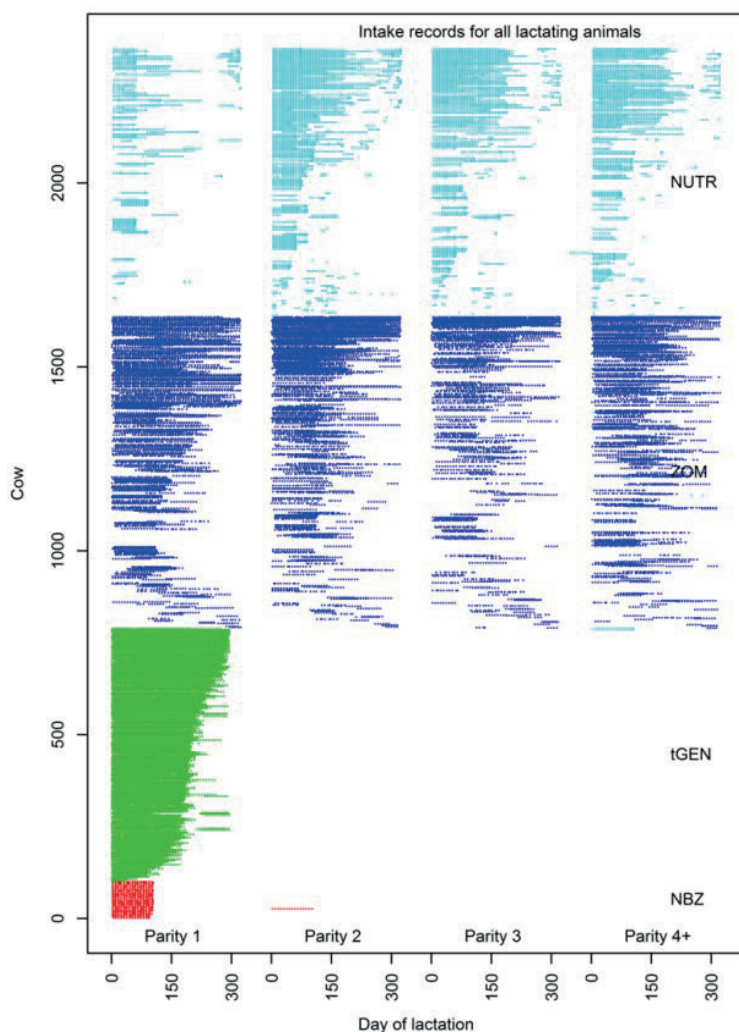 Intake records for all lactating animals
2000
NUTR
1500
Cow
ZOM
1000
500
tGEN
NBZ
0
Parity 1 Parity 2 Parity 3 Parity 4+
0 150 300 0 150 300 0 150 300 0 150 300
Day of lactation